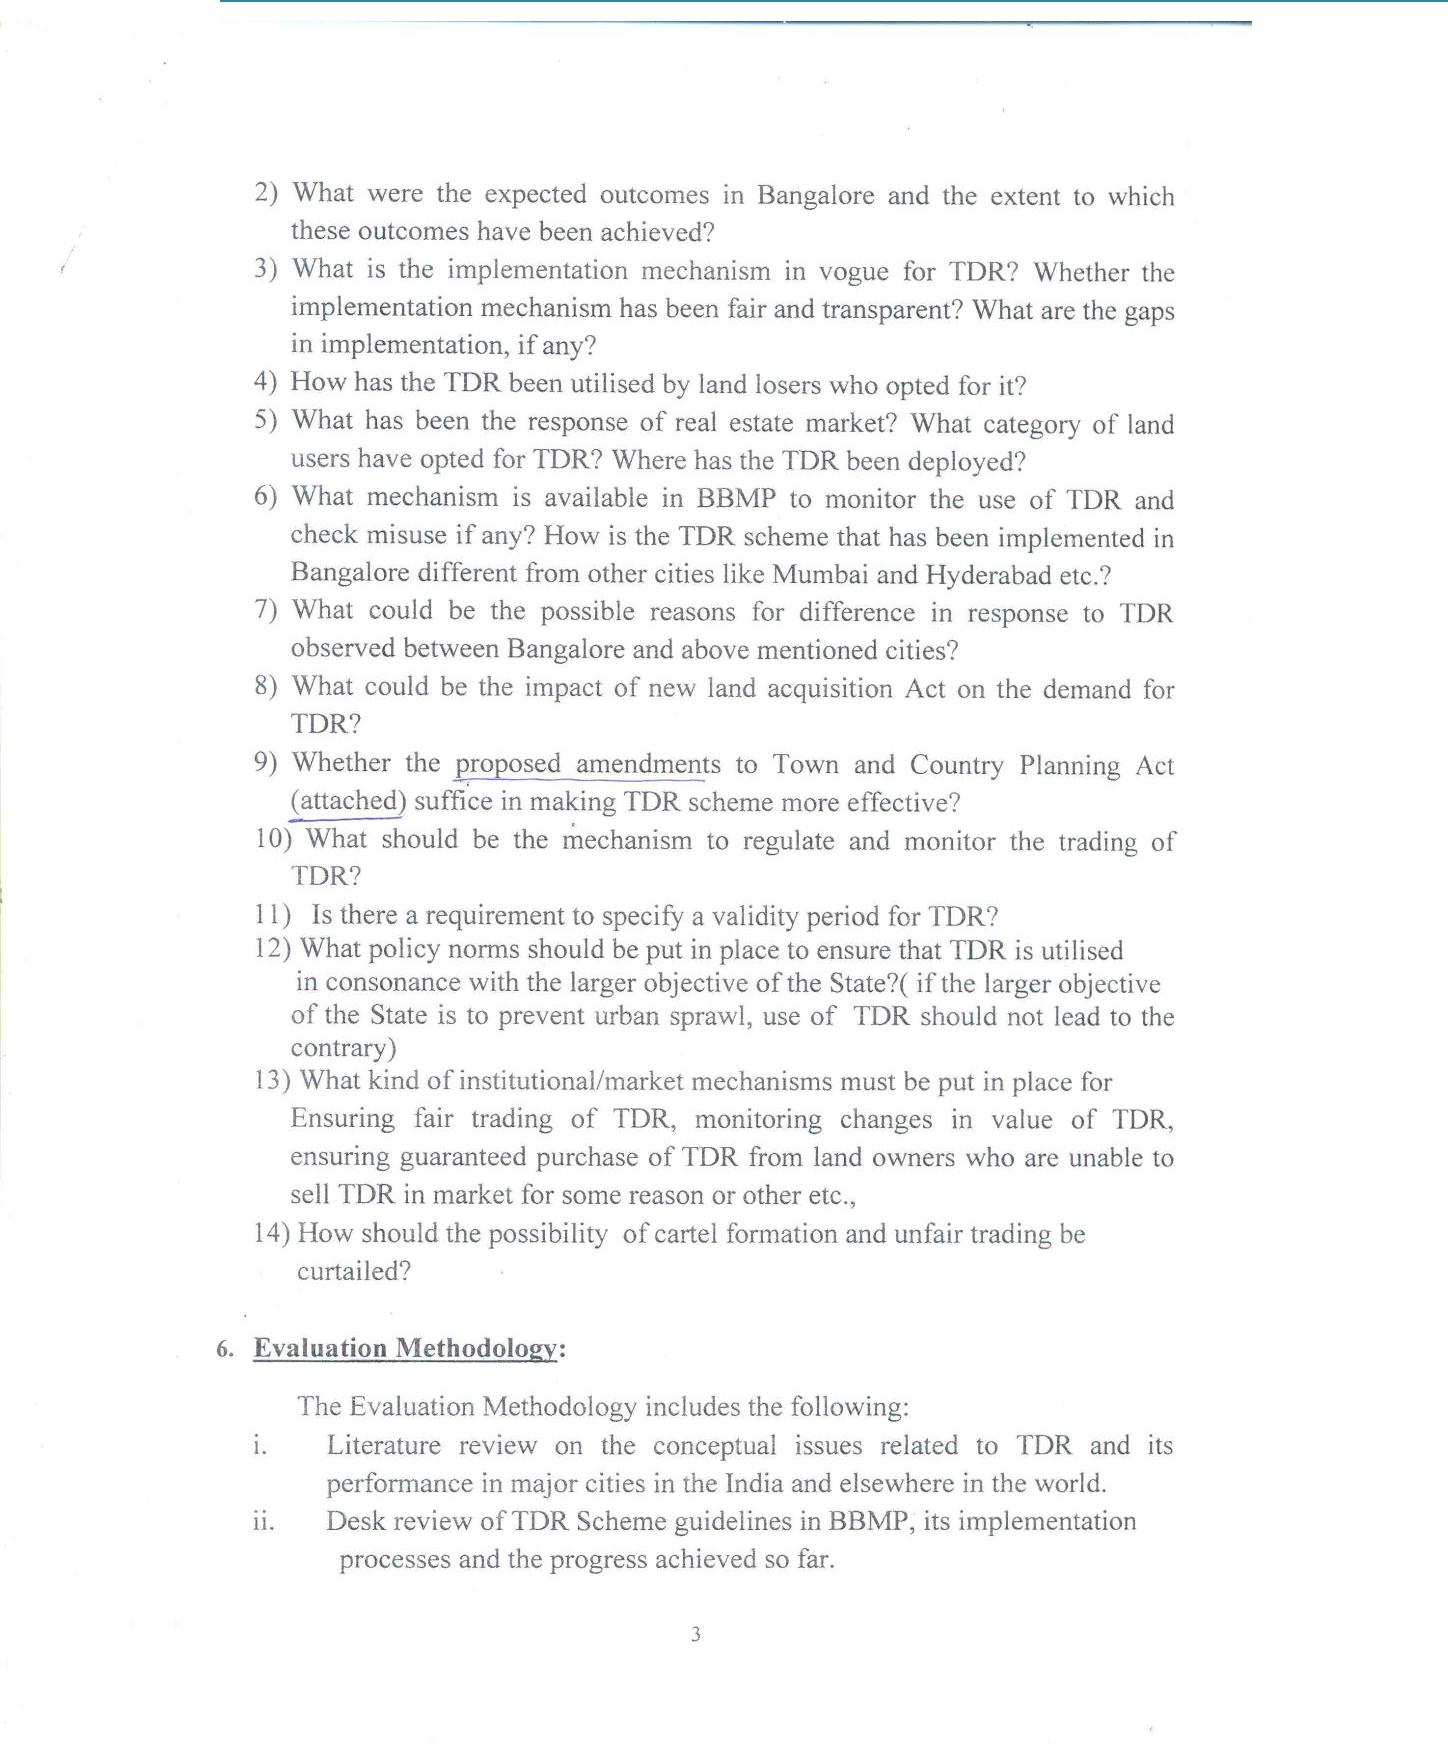 2) What were the expected outcomes in Bangalore and the extent to which
these outcomes have been achieved?
3) What is the implementation mechanism in vogue for TDR? Whether the
implementation mechanism has been fair and transparent? What are the gaps
in implementation, if any?
4) How has the TDR been utilised by land losers who opted for it?
5) What has been the response of real estate market? What category of land
users have opted for TDR? Where has the TDR been deployed?
6) What mechanism is available in BBMP to monitor the use of TDR and
check misuse if any? How is the TDR scheme that has been implemented in
Bangalore different from other cities like Mumbai and Hyderabad etc.?
7) What could be the possible reasons for difference in response to TDR
observed between Bangalore and above mentioned cities?
8) What could be the impact of new land acquisition Act on the demand for
TDR?
9) Whether the proposed amendments to Town and Country Planning Act
(attached) suffice in making TDR scheme more effective?
10) What should be the mechanism to regulate and monitor the trading of
TDR?
11) Is there a requirement to specify a validity period for TDR?
12) What policy norms should be put in place to ensure that TDR is utilised
in consonance with the larger objective of the State?( if the larger objective
of the State is to prevent urban sprawl, use of TDR should not lead to the
contrary)
13) What kind of institutional/market mechanisms must be put in place for
Ensuring fair trading of TDR, monitoring changes in value of TDR,
ensuring guaranteed purchase of TDR from land owners who are unable to
sell TDR in market for some reason or other etc.,
14) How should the possibility of cartel formation and unfair trading be
curtailed?
6. Evaluation Methodology:
The Evaluation Methodology includes the following:
i. Literature review on the conceptual issues related to TDR and its
performance in major cities in the India and elsewhere in the world.
ii. Desk review of TDR Scheme guidelines in BBMP, its implementation
processes and the progress achieved so far.
3